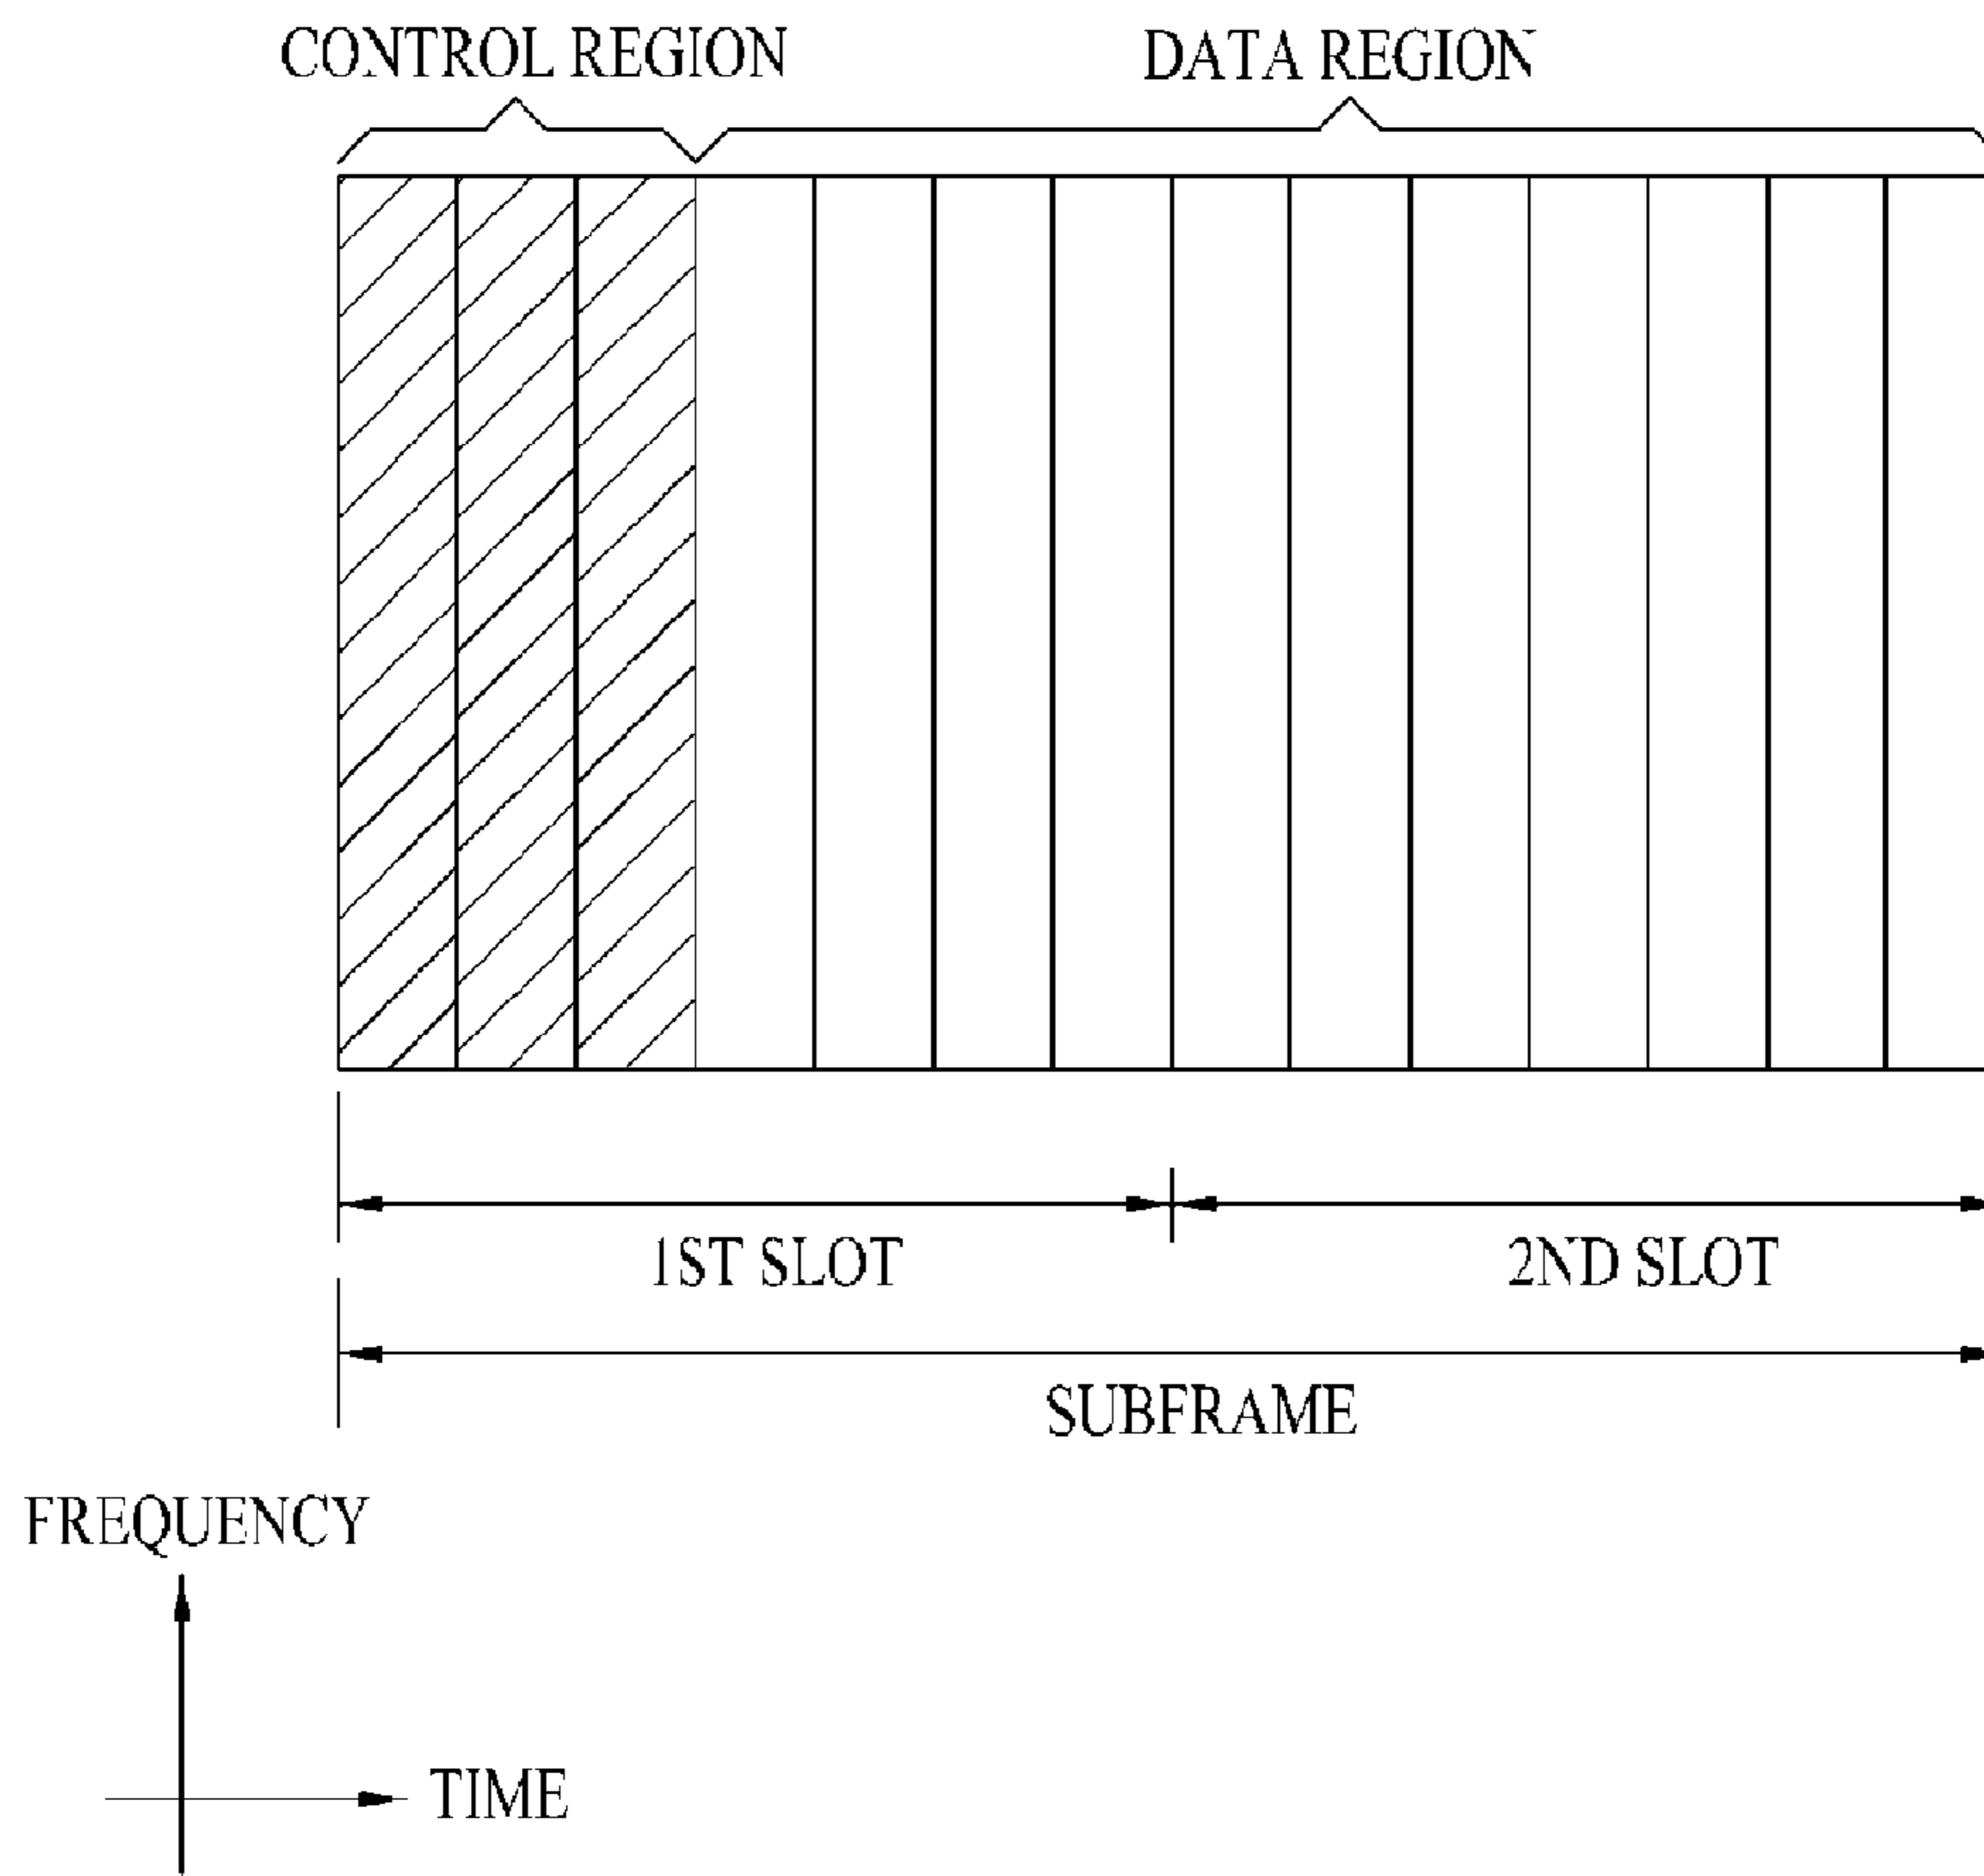 CONTROL REGION
DATA REGION
1ST SLOT
2ND SLOT
SUBFRAME
FREQUENCY
TIME